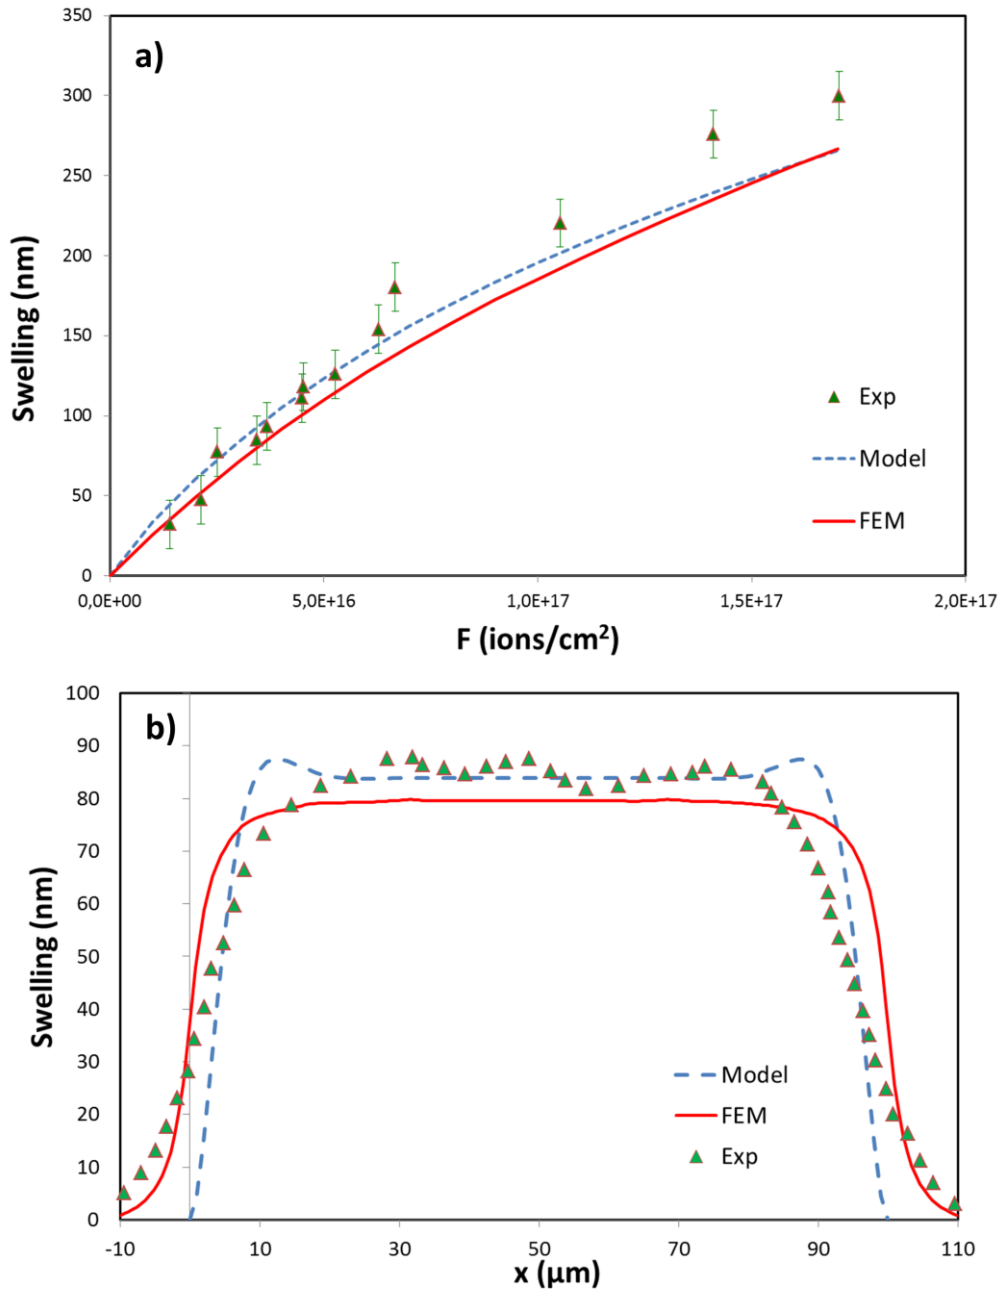 350
a)
300
250
200
Swelling (nm)
150
100
50
0
Exp
Model
FEM
0,0E+00 5,0E+16 1,0E+17 1,5E+17 2,0E+17
F (ions/cm²)
100
b)
90
80
70
60
50
Swelling (nm)
40
30
20
10
0
Model
FEM
Exp
-10 10 30 50 70 90 110
x (µm)